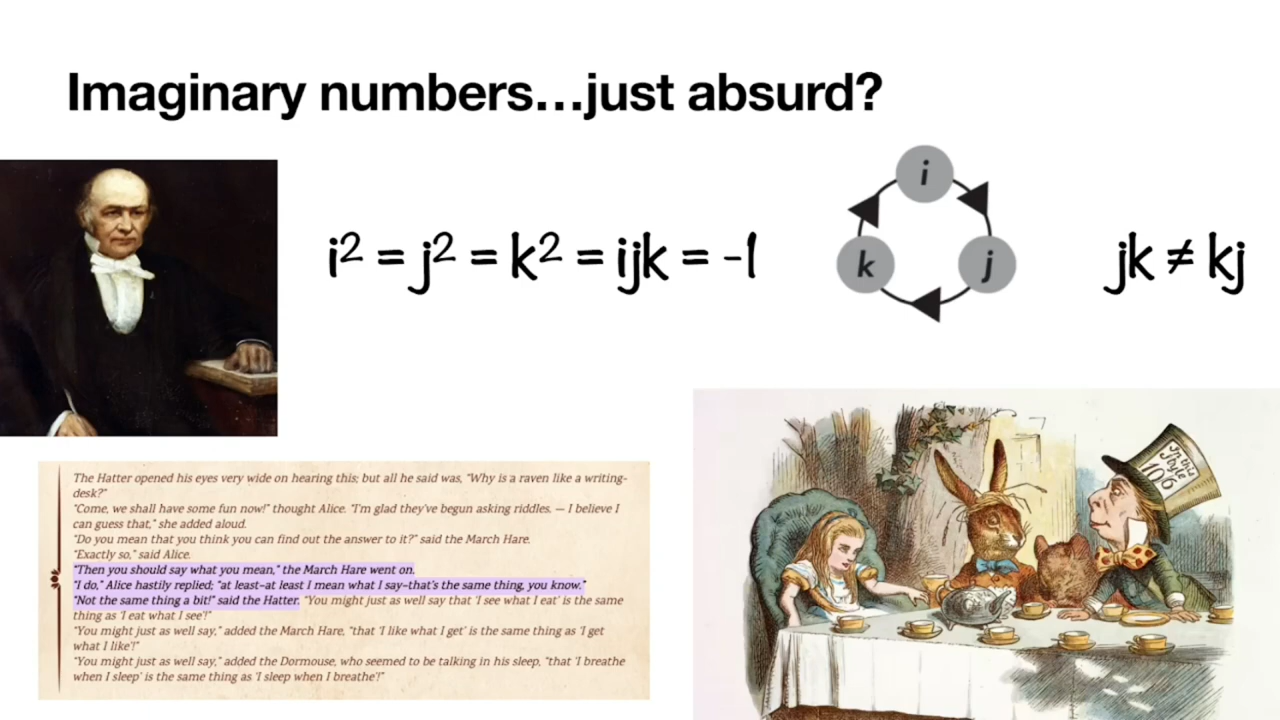 Imaginary numbers...just absurd?
i² = j² = k² = ijk = -1
i
k
j
jk ≠ kj
The Hatter opened his eyes very wide on hearing this; but all he said was, "Why is a raven like a writing-
desk?"
"Come, we shall have some fun now!" thought Alice. "I'm glad they've begun asking riddles. — I believe I
can guess that," she added aloud.
"Do you mean that you think you can find out the answer to it?" said the March Hare.
"Exactly so," said Alice.
"Then you should say what you mean," the March Hare went on.
"I do," Alice hastily replied; "at least–at least I mean what I say–that's the same thing, you know."
"Not the same thing a bit!" said the Hatter. "You might just as well say that 'I see what I eat' is the same
thing as 'I eat what I see'!"
"You might just as well say," added the March Hare, "that 'I like what I get' is the same thing as 'I get
what I like'!"
"You might just as well say," added the Dormouse, who seemed to be talking in his sleep, "that 'I breathe
when I sleep' is the same thing as 'I sleep when I breathe'!"
In this
Style
10/6